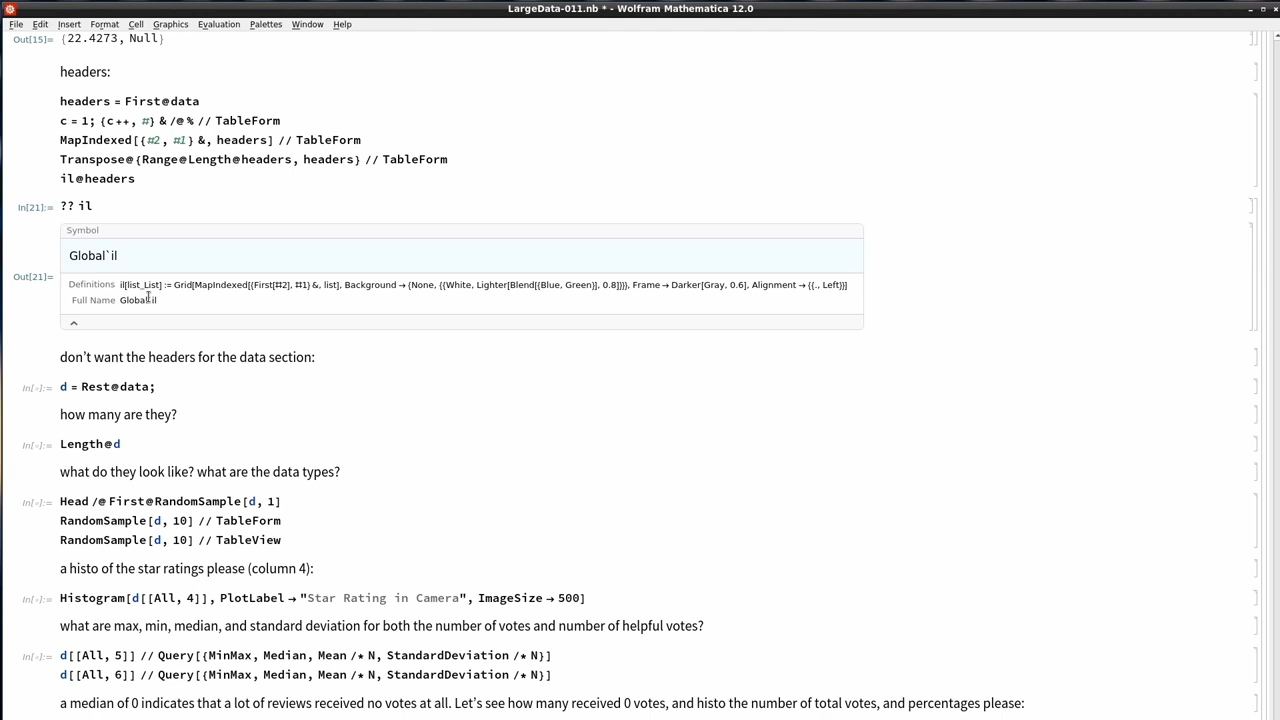 LargeData-011.nb * - Wolfram Mathematica 12.0
File Edit Insert Format Cell Graphics Evaluation Palettes Window Help
Out[15]= {22.4273, Null}
headers:
headers = First@data
c = 1; {c++, #} & /@ % // TableForm
MapIndexed[{#2, #1} &, headers] // TableForm
Transpose@{Range@Length@headers, headers} // TableForm
il@headers
In[21]:= ?? il
Symbol
Global`il
Out[21]=
Definitions il[list_List] := Grid[MapIndexed[{First[#2], #1} &, list], Background → {None, {{White, Lighter[Blend[{Blue, Green}], 0.8]}}}, Frame → Darker[Gray, 0.6], Alignment → {{., Left}}]
Full Name Global`il
don't want the headers for the data section:
In[◦]:= d = Rest@data;
how many are they?
In[◦]:= Length@d
what do they look like? what are the data types?
In[◦]:= Head /@ First@RandomSample[d, 1]
RandomSample[d, 10] // TableForm
RandomSample[d, 10] // TableView
a histo of the star ratings please (column 4):
In[◦]:= Histogram[d[[All, 4]], PlotLabel → "Star Rating in Camera", ImageSize → 500]
what are max, min, median, and standard deviation for both the number of votes and number of helpful votes?
In[◦]:= d[[All, 5]] // Query[{MinMax, Median, Mean /* N, StandardDeviation /* N}]
d[[All, 6]] // Query[{MinMax, Median, Mean /* N, StandardDeviation /* N}]
a median of 0 indicates that a lot of reviews received no votes at all. Let's see how many received 0 votes, and histo the number of total votes, and percentages please: